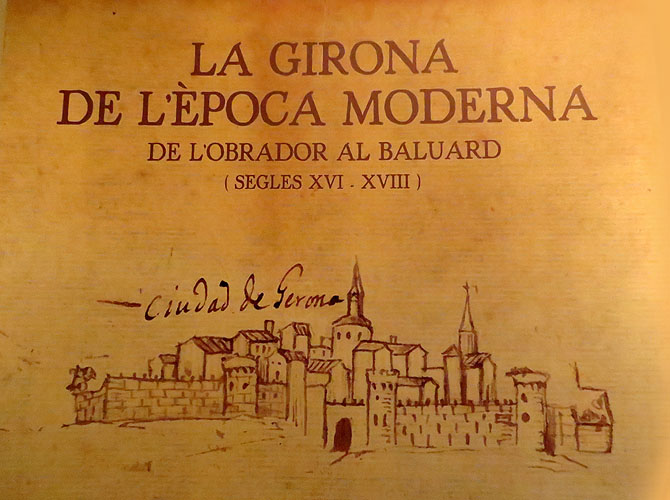 LA GIRONA
DE L'ÈPOCA MODERNA
DE L'OBRADOR AL BALUARD
( SEGLES XVI - XVIII )
Ciudad de Gerona